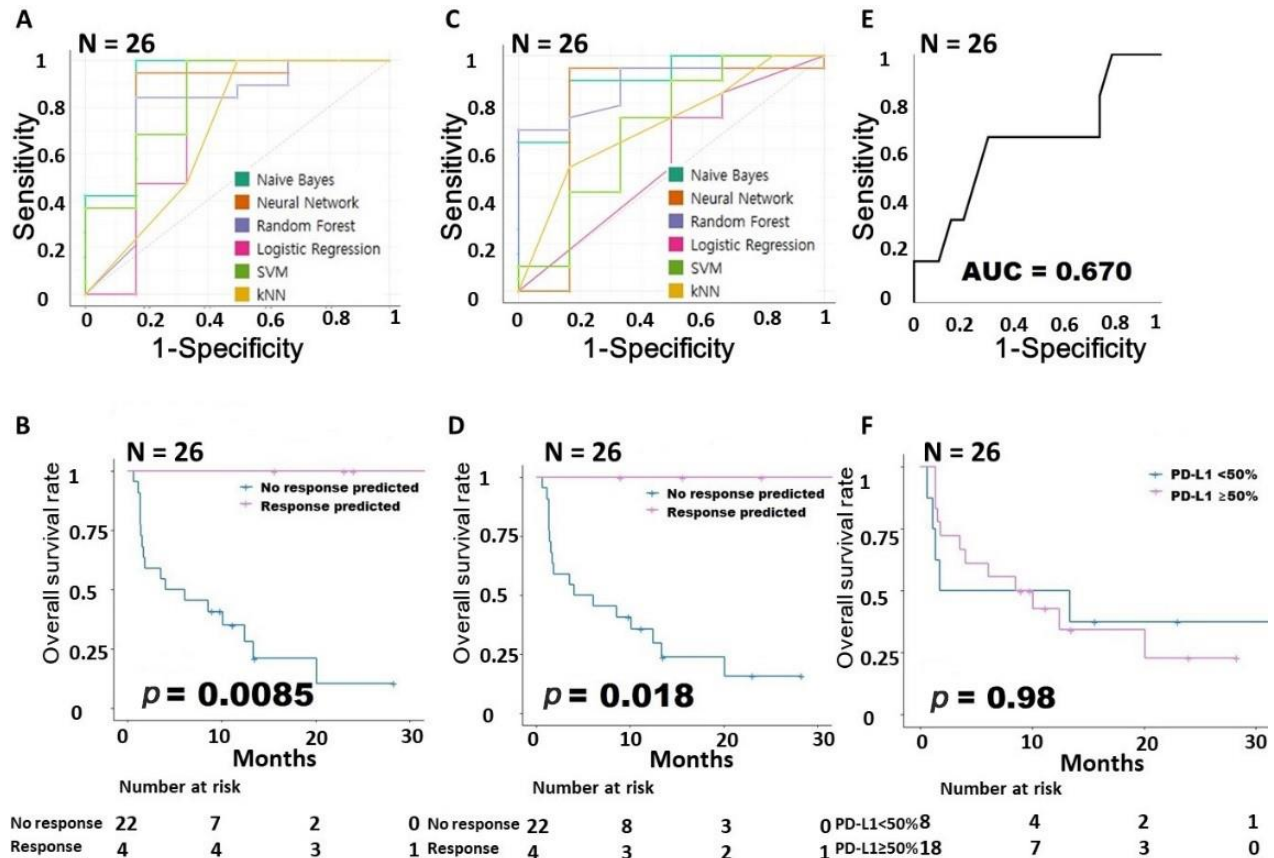 A
N = 26
Sensitivity
1
0.8
0.6
0.4
0.2
0
Naive Bayes
Neural Network
Random Forest
Logistic Regression
SVM
kNN
0 0.2 0.4 0.6 0.8 1
1-Specificity
C
N = 26
Sensitivity
1
0.8
0.6
0.4
0.2
0
Naive Bayes
Neural Network
Random Forest
Logistic Regression
SVM
kNN
0 0.2 0.4 0.6 0.8 1
1-Specificity
E
N = 26
Sensitivity
1
0.8
0.6
0.4
0.2
0
AUC = 0.670
0 0.2 0.4 0.6 0.8 1
1-Specificity
B
N = 26
Overall survival rate
1
0.75
0.5
0.25
0
No response predicted
Response predicted
p = 0.0085
0 10 20 30
Months
Number at risk
No response 22 7 2 0
Response 4 4 3 1
D
N = 26
Overall survival rate
1
0.75
0.5
0.25
0
No response predicted
Response predicted
p = 0.018
0 10 20 30
Months
Number at risk
No response 22 8 3 0
Response 4 3 2 1
F
N = 26
Overall survival rate
1
0.75
0.5
0.25
0
PD-L1 <50%
PD-L1 ≥50%
p = 0.98
0 10 20 30
Months
Number at risk
PD-L1<50% 8 4 2 1
PD-L1≥50% 18 7 3 0